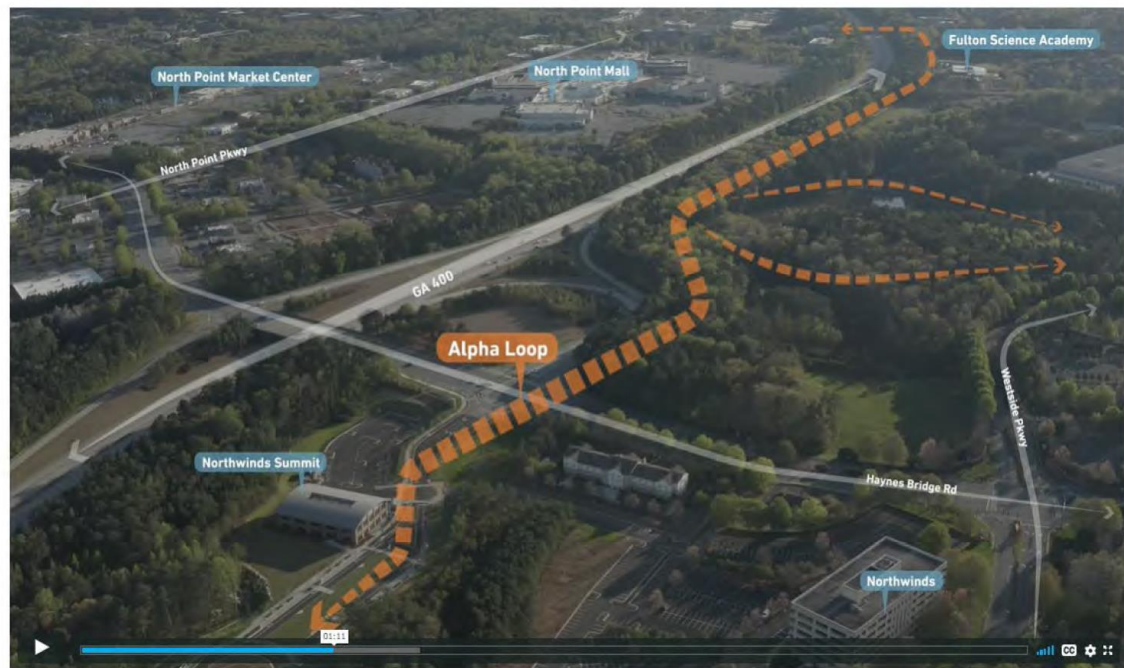 Fulton Science Academy
North Point Market Center
North Point Mall
North Point Pkwy
GA 400
Alpha Loop
Westside Pkwy
Northwinds Summit
Haynes Bridge Rd
Northwinds
01:11
CC